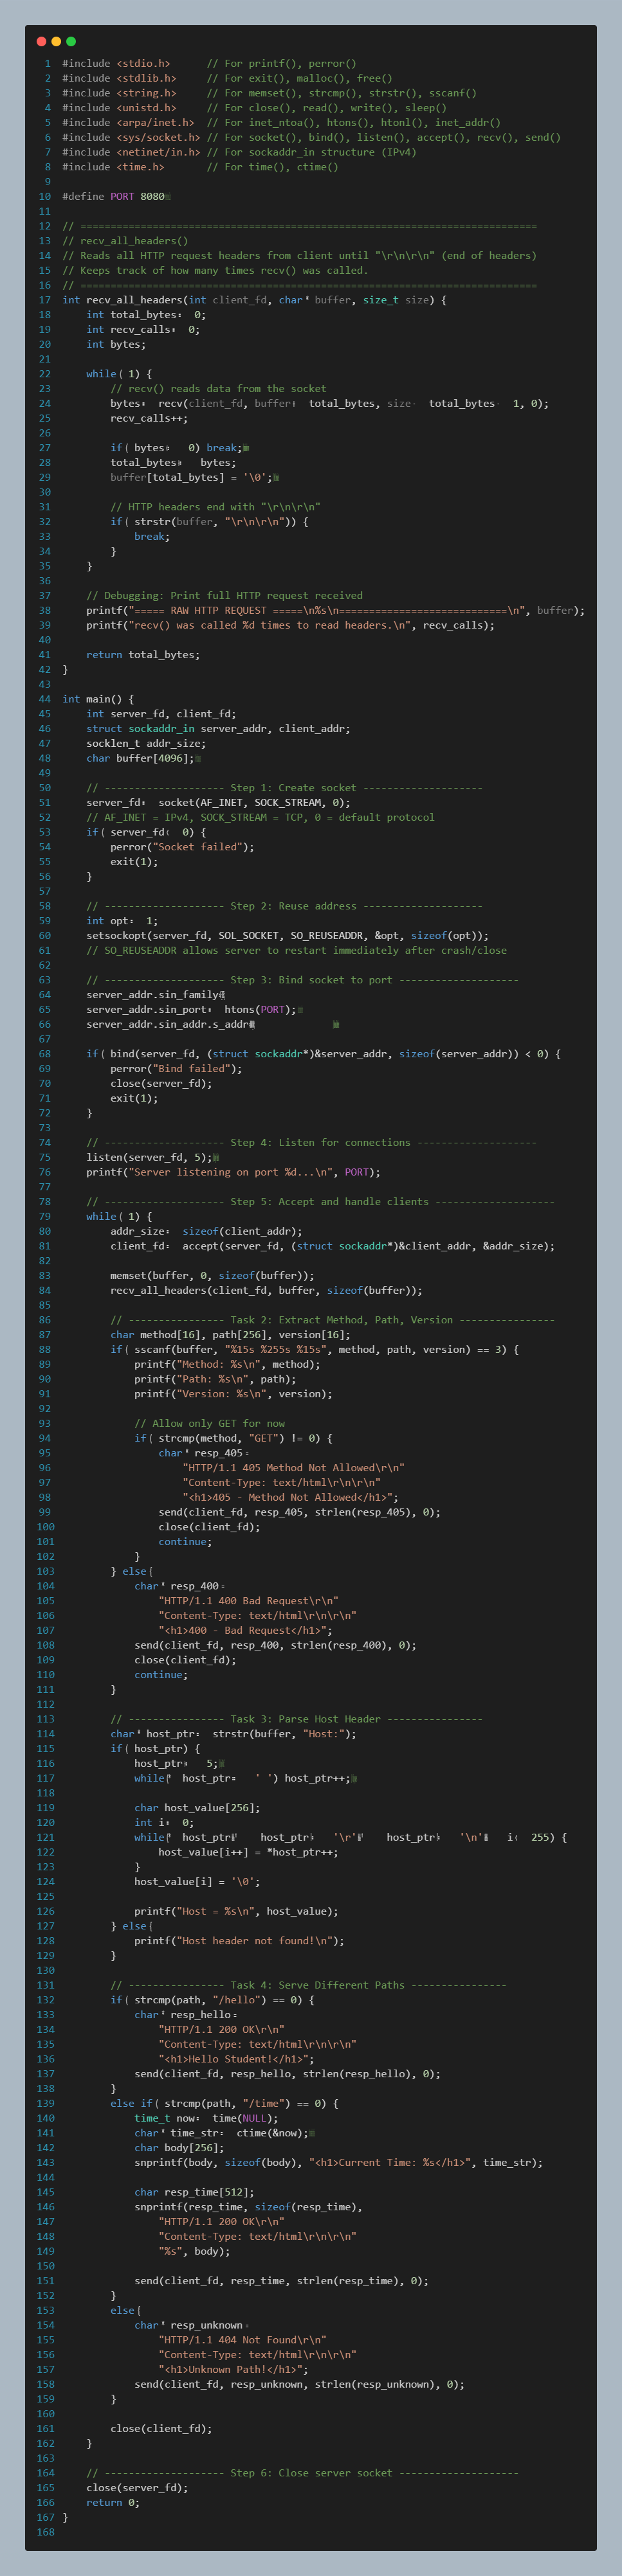 1 #include <stdio.h>      // For printf(), perror()
2 #include <stdlib.h>     // For exit(), malloc(), free()
3 #include <string.h>     // For memset(), strcmp(), strstr(), sscanf()
4 #include <unistd.h>     // For close(), read(), write(), sleep()
5 #include <arpa/inet.h>  // For inet_ntoa(), htons(), htonl(), inet_addr()
6 #include <sys/socket.h> // For socket(), bind(), listen(), accept(), recv(), send()
7 #include <netinet/in.h> // For sockaddr_in structure (IPv4)
8 #include <time.h>       // For time(), ctime()
9
10 #define PORT 8080
11
12 // ============================================================================
13 // recv_all_headers()
14 // Reads all HTTP request headers from client until "\r\n\r\n" (end of headers)
15 // Keeps track of how many times recv() was called.
16 // ============================================================================
17 int recv_all_headers(int client_fd, char* buffer, size_t size) {
18     int total_bytes= 0;
19     int recv_calls= 0;
20     int bytes;
21
22     while( 1) {
23         // recv() reads data from the socket
24         bytes= recv(client_fd, buffer+ total_bytes, size- total_bytes- 1, 0);
25         recv_calls++;
26
27         if( bytes 0) break;
28         total_bytes bytes;
29         buffer[total_bytes] = '\0';
30
31         // HTTP headers end with "\r\n\r\n"
32         if( strstr(buffer, "\r\n\r\n")) {
33             break;
34         }
35     }
36
37     // Debugging: Print full HTTP request received
38     printf("===== RAW HTTP REQUEST =====\n%s\n============================\n", buffer);
39     printf("recv() was called %d times to read headers.\n", recv_calls);
40
41     return total_bytes;
42 }
43
44 int main() {
45     int server_fd, client_fd;
46     struct sockaddr_in server_addr, client_addr;
47     socklen_t addr_size;
48     char buffer[4096];
49
50     // -------------------- Step 1: Create socket --------------------
51     server_fd= socket(AF_INET, SOCK_STREAM, 0);
52     // AF_INET = IPv4, SOCK_STREAM = TCP, 0 = default protocol
53     if( server_fd< 0) {
54         perror("Socket failed");
55         exit(1);
56     }
57
58     // -------------------- Step 2: Reuse address --------------------
59     int opt= 1;
60     setsockopt(server_fd, SOL_SOCKET, SO_REUSEADDR, &opt, sizeof(opt));
61     // SO_REUSEADDR allows server to restart immediately after crash/close
62
63     // -------------------- Step 3: Bind socket to port --------------------
64     server_addr.sin_family
65     server_addr.sin_port= htons(PORT);
66     server_addr.sin_addr.s_addr
67
68     if( bind(server_fd, (struct sockaddr*)&server_addr, sizeof(server_addr)) < 0) {
69         perror("Bind failed");
70         close(server_fd);
71         exit(1);
72     }
73
74     // -------------------- Step 4: Listen for connections --------------------
75     listen(server_fd, 5);
76     printf("Server listening on port %d...\n", PORT);
77
78     // -------------------- Step 5: Accept and handle clients --------------------
79     while( 1) {
80         addr_size= sizeof(client_addr);
81         client_fd= accept(server_fd, (struct sockaddr*)&client_addr, &addr_size);
82
83         memset(buffer, 0, sizeof(buffer));
84         recv_all_headers(client_fd, buffer, sizeof(buffer));
85
86         // ---------------- Task 2: Extract Method, Path, Version ----------------
87         char method[16], path[256], version[16];
88         if( sscanf(buffer, "%15s %255s %15s", method, path, version) == 3) {
89             printf("Method: %s\n", method);
90             printf("Path: %s\n", path);
91             printf("Version: %s\n", version);
92
93             // Allow only GET for now
94             if( strcmp(method, "GET") != 0) {
95                 char* resp_405=
96                     "HTTP/1.1 405 Method Not Allowed\r\n"
97                     "Content-Type: text/html\r\n\r\n"
98                     "<h1>405 - Method Not Allowed</h1>";
99                 send(client_fd, resp_405, strlen(resp_405), 0);
100                 close(client_fd);
101                 continue;
102             }
103         } else{
104             char* resp_400=
105                 "HTTP/1.1 400 Bad Request\r\n"
106                 "Content-Type: text/html\r\n\r\n"
107                 "<h1>400 - Bad Request</h1>";
108             send(client_fd, resp_400, strlen(resp_400), 0);
109             close(client_fd);
110             continue;
111         }
112
113         // ---------------- Task 3: Parse Host Header ----------------
114         char* host_ptr= strstr(buffer, "Host:");
115         if( host_ptr) {
116             host_ptr 5;
117             while( host_ptr ' ') host_ptr++;
118
119             char host_value[256];
120             int i= 0;
121             while( host_ptr host_ptr '\r' host_ptr '\n' i< 255) {
122                 host_value[i++] = *host_ptr++;
123             }
124             host_value[i] = '\0';
125
126             printf("Host = %s\n", host_value);
127         } else{
128             printf("Host header not found!\n");
129         }
130
131         // ---------------- Task 4: Serve Different Paths ----------------
132         if( strcmp(path, "/hello") == 0) {
133             char* resp_hello=
134                 "HTTP/1.1 200 OK\r\n"
135                 "Content-Type: text/html\r\n\r\n"
136                 "<h1>Hello Student!</h1>";
137             send(client_fd, resp_hello, strlen(resp_hello), 0);
138         }
139         else if( strcmp(path, "/time") == 0) {
140             time_t now= time(NULL);
141             char* time_str= ctime(&now);
142             char body[256];
143             snprintf(body, sizeof(body), "<h1>Current Time: %s</h1>", time_str);
144
145             char resp_time[512];
146             snprintf(resp_time, sizeof(resp_time),
147                 "HTTP/1.1 200 OK\r\n"
148                 "Content-Type: text/html\r\n\r\n"
149                 "%s", body);
150
151             send(client_fd, resp_time, strlen(resp_time), 0);
152         }
153         else{
154             char* resp_unknown=
155                 "HTTP/1.1 404 Not Found\r\n"
156                 "Content-Type: text/html\r\n\r\n"
157                 "<h1>Unknown Path!</h1>";
158             send(client_fd, resp_unknown, strlen(resp_unknown), 0);
159         }
160
161         close(client_fd);
162     }
163
164     // -------------------- Step 6: Close server socket --------------------
165     close(server_fd);
166     return 0;
167 }
168